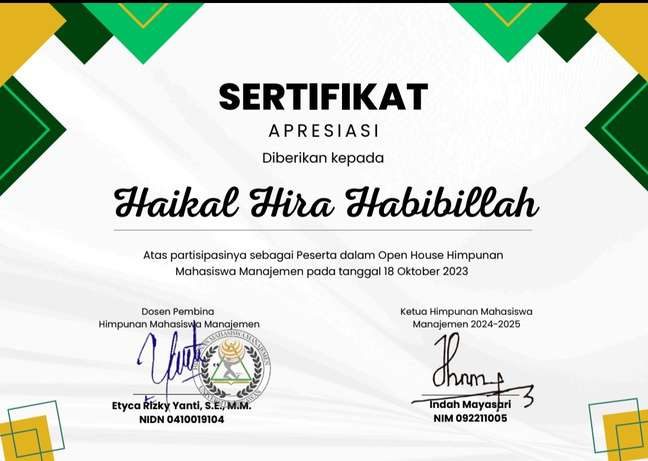 SERTIFIKAT
APRESIASI
Diberikan kepada
Haikal Hira Habibillah
Atas partisipasinya sebagai Peserta dalam Open House Himpunan
Mahasiswa Manajemen pada tanggal 18 Oktober 2023
Dosen Pembina
Himpunan Mahasiswa Manajemen
Etyca Rizky Yanti, S.E., M.M.
NIDN 0410019104
Ketua Himpunan Mahasiswa
Manajemen 2024-2025
Indah Mayasari
NIM 092211005